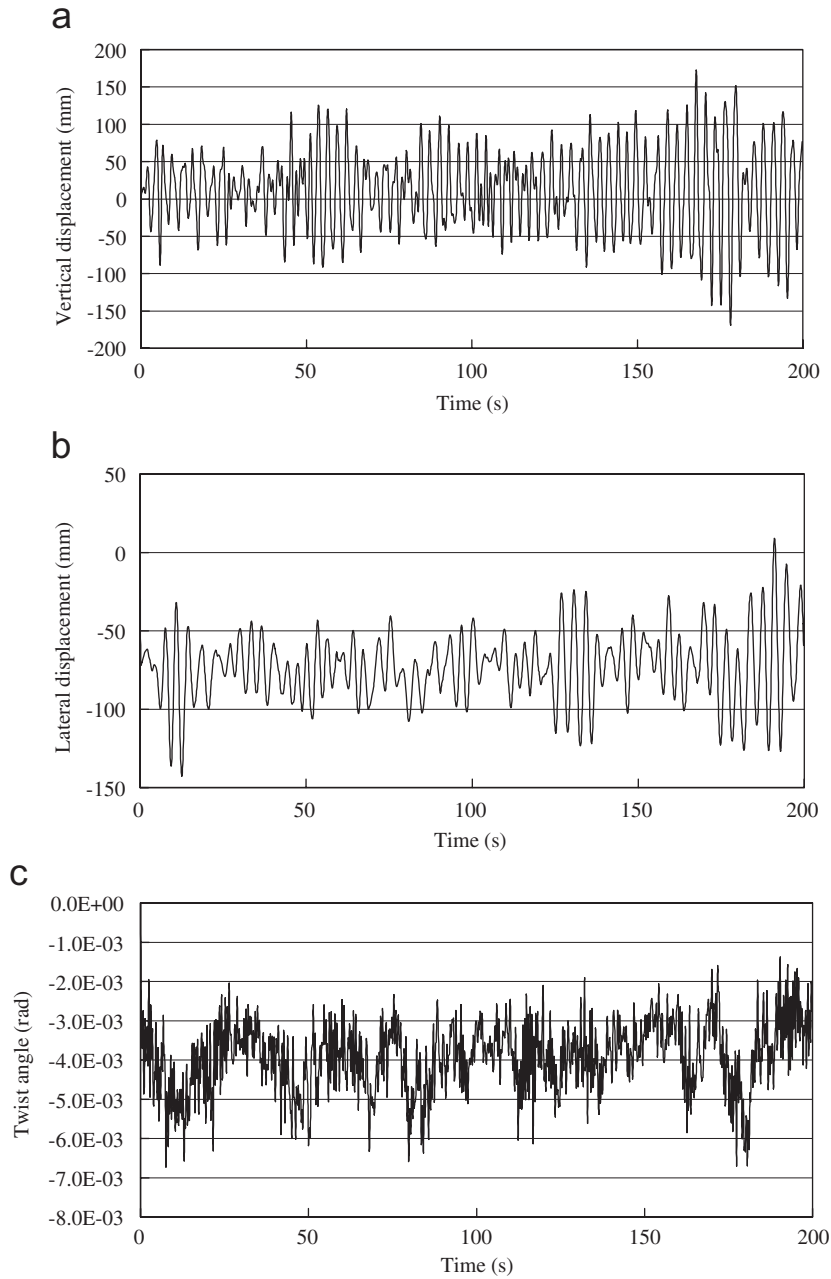 a
200
150
100
50
0
-50
-100
-150
-200
Vertical displacement (mm)
0 50 100 150 200
Time (s)
b
50
0
-50
-100
-150
Lateral displacement (mm)
0 50 100 150 200
Time (s)
c
0.0E+00
-1.0E-03
-2.0E-03
-3.0E-03
-4.0E-03
-5.0E-03
-6.0E-03
-7.0E-03
-8.0E-03
Twist angle (rad)
0 50 100 150 200
Time (s)